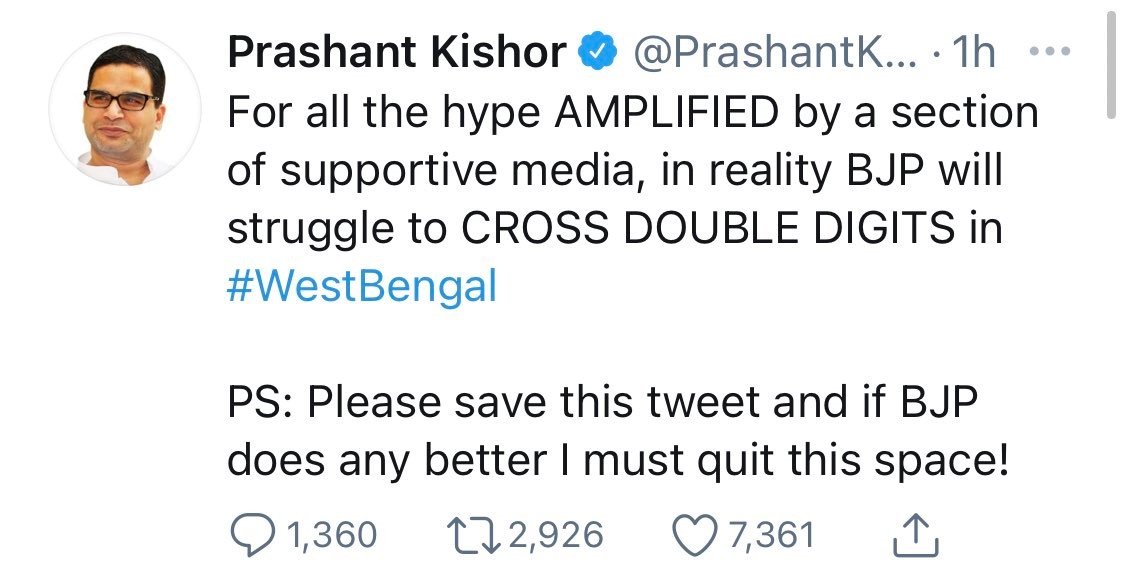 Prashant Kishor @PrashantK... · 1h
For all the hype AMPLIFIED by a section
of supportive media, in reality BJP will
struggle to CROSS DOUBLE DIGITS in
#WestBengal
PS: Please save this tweet and if BJP
does any better I must quit this space!
1,360 2,926 7,361